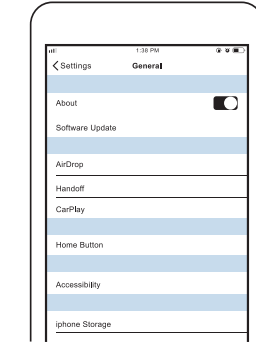 1:38 PM
Settings
General
About
Software Update
AirDrop
Handoff
CarPlay
Home Button
Accessibility
iphone Storage